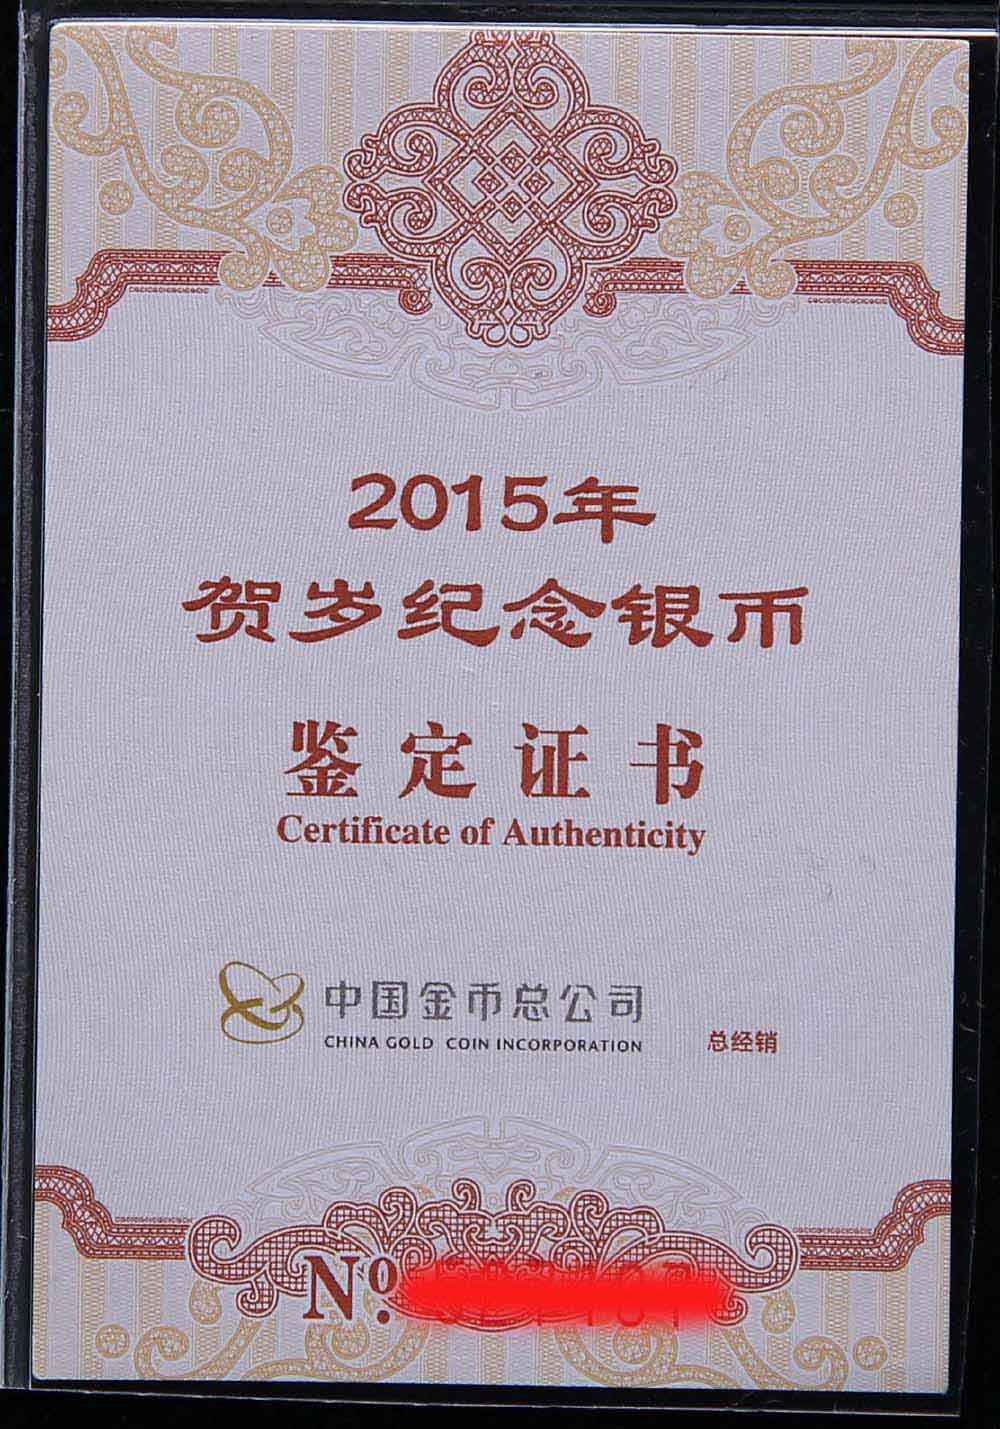 2015年
贺岁纪念银币
鉴定证书
Certificate of Authenticity
中国金币总公司
CHINA GOLD COIN INCORPORATION
总经销
№